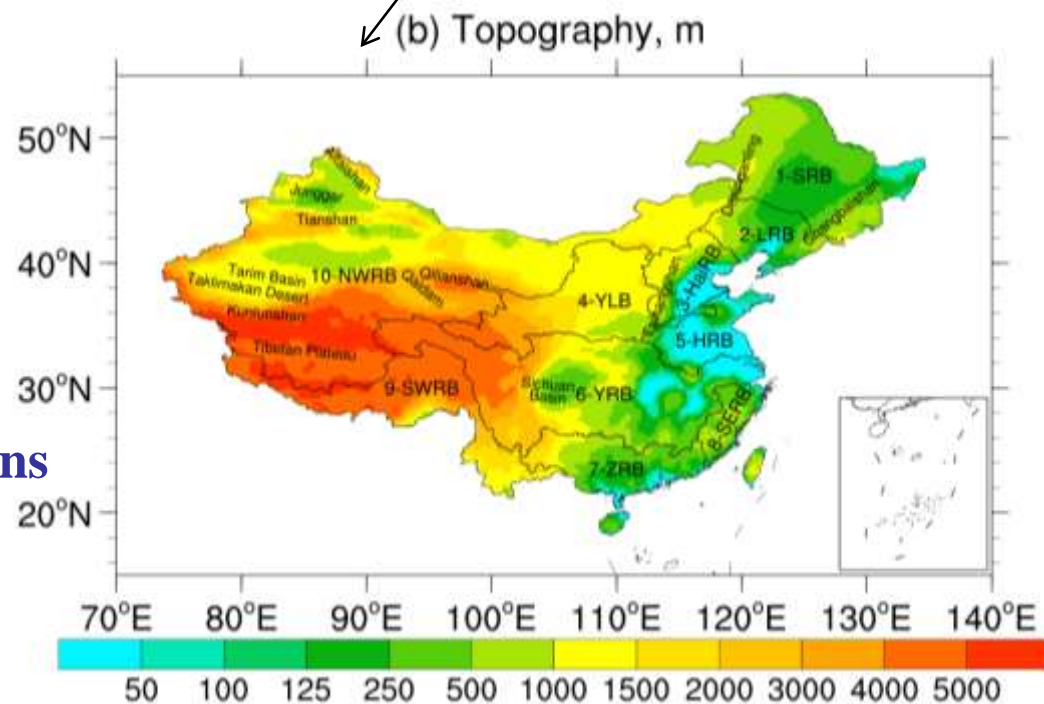 (b) Topography, m
50°N
40°N
30°N
20°N
Altaishan
Junggar
Tianshan
Tarim Basin
Taklimakan Desert
10-NWRB
Qaidam
Qilianshan
Kunlunshan
Tibetan Plateau
9-SWRB
4-YLB
1-SRB
2-LRB
Changbaishan
3-HaiRB
5-HRB
Sichuan
Basin
6-YRB
8-SERB
7-ZRB
ns
70°E 80°E 90°E 100°E 110°E 120°E 130°E 140°E
50 100 125 250 500 1000 1500 2000 3000 4000 5000